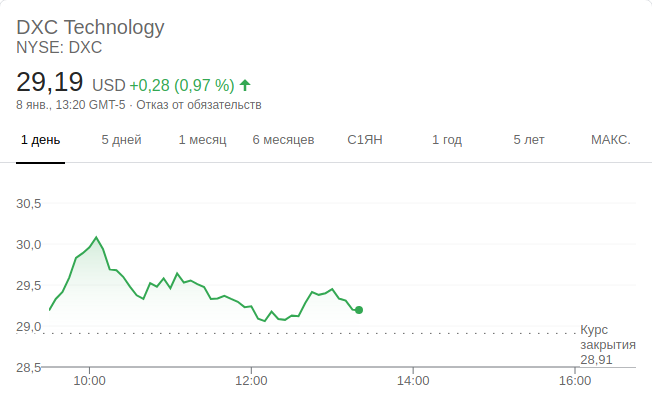 DXC Technology
NYSE: DXC
29,19 USD +0,28 (0,97 %)
8 янв., 13:20 GMT-5 · Отказ от обязательств
1 день 5 дней 1 месяц 6 месяцев С1ЯН 1 год 5 лет МАКС.
30,5
30,0
29,5
29,0
Курс
закрытия
28,91
28,5
10:00 12:00 14:00 16:00